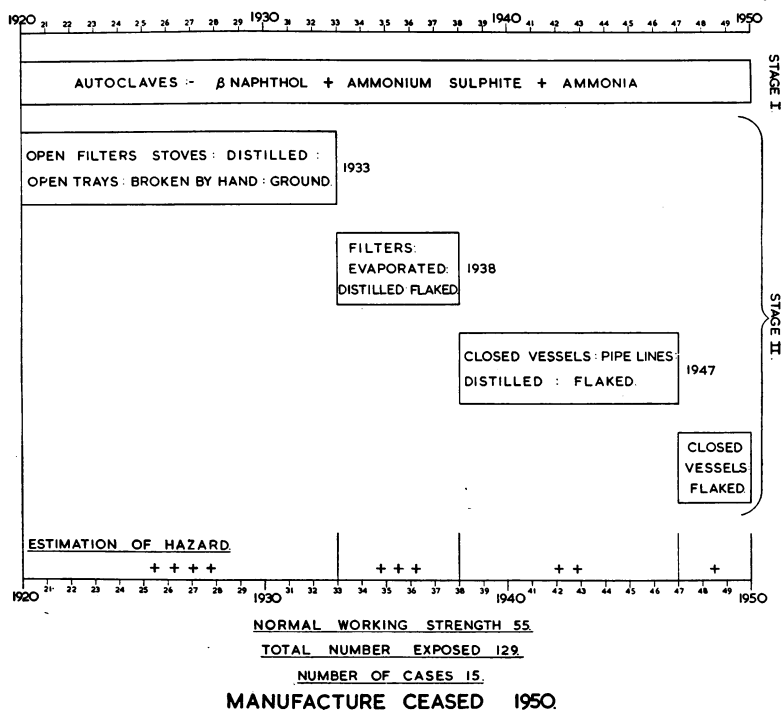 1920 21 22 23 24 25 26 27 28 29 1930 31 32 33 34 35 36 37 38 39 1940 41 42 43 44 45 46 47 48 49 1950
STAGE I.
AUTOCLAVES :- β NAPHTHOL + AMMONIUM SULPHITE + AMMONIA
OPEN FILTERS STOVES : DISTILLED :
OPEN TRAYS : BROKEN BY HAND : GROUND.
1933
FILTERS:
EVAPORATED:
DISTILLED FLAKED.
1938
STAGE II.
CLOSED VESSELS : PIPE LINES:
DISTILLED : FLAKED.
1947
CLOSED
VESSELS
FLAKED.
ESTIMATION OF HAZARD.
+ + + + + + + + + +
1920 21 22 23 24 25 26 27 28 29 1930 31 32 33 34 35 36 37 38 39 1940 41 42 43 44 45 46 47 48 49 1950
NORMAL WORKING STRENGTH 55.
TOTAL NUMBER EXPOSED 129.
NUMBER OF CASES 15.
MANUFACTURE CEASED 1950.